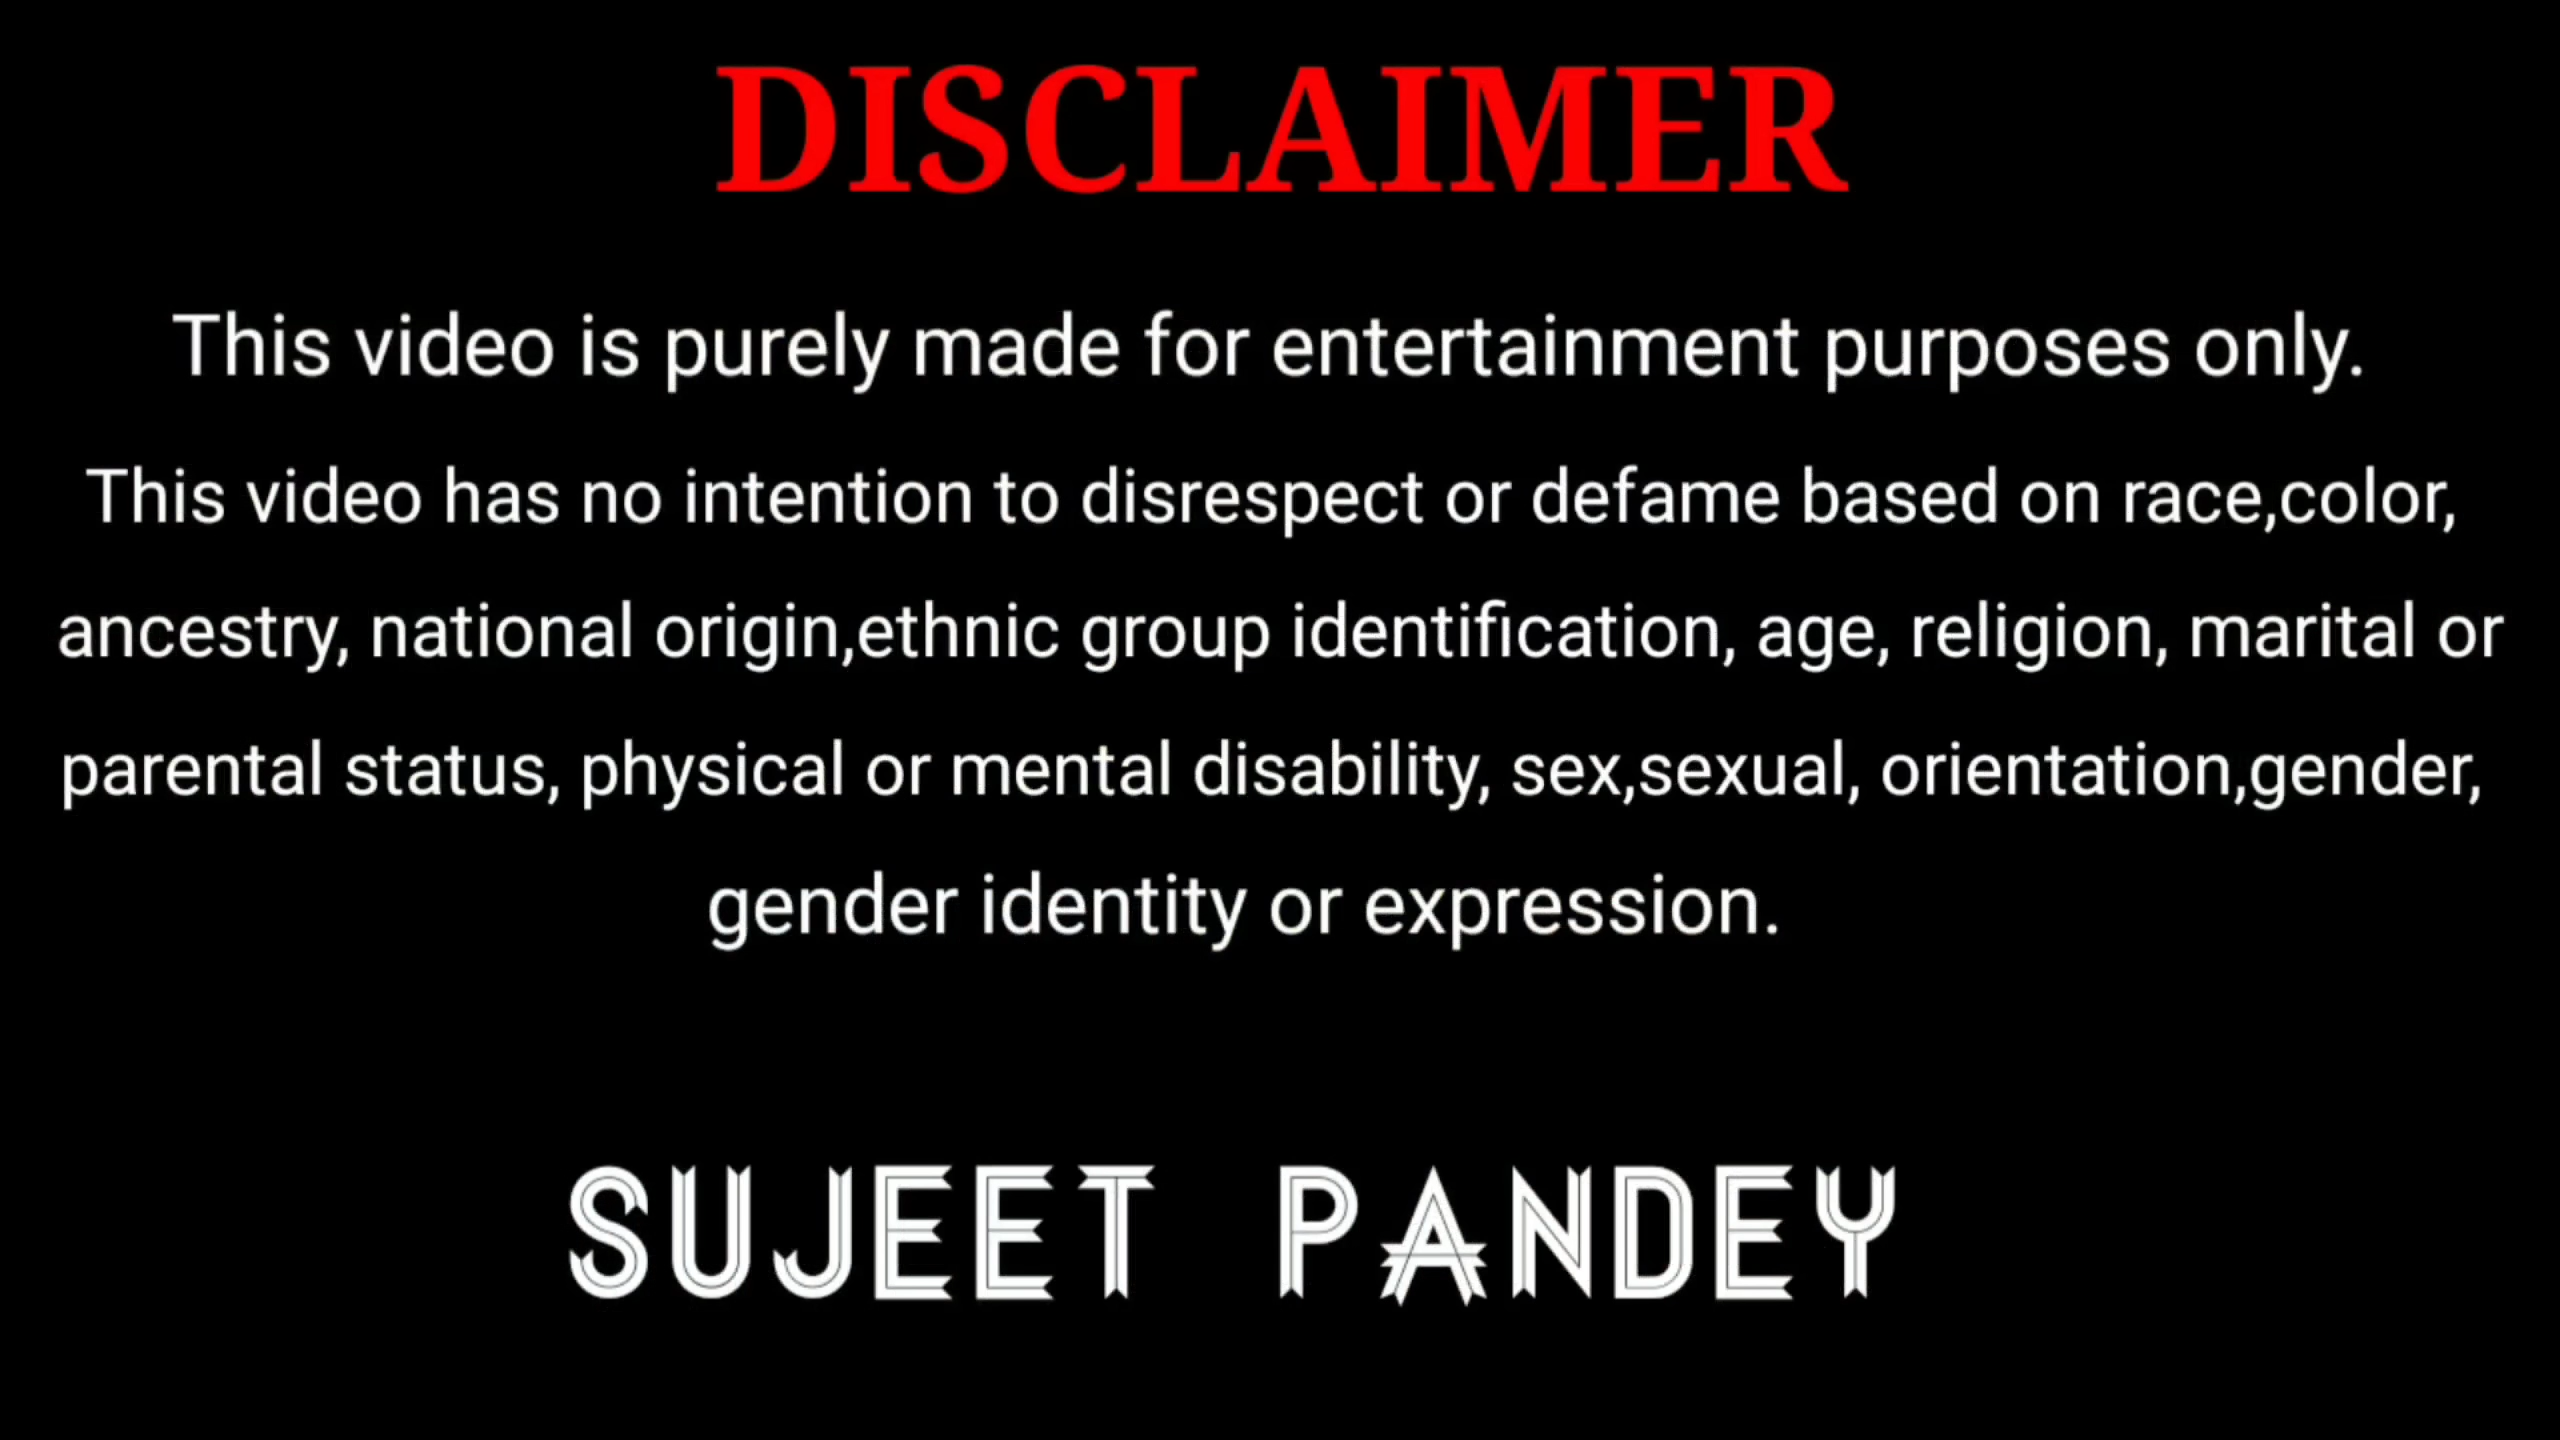 DISCLAIMER
This video is purely made for entertainment purposes only.
This video has no intention to disrespect or defame based on race,color,
ancestry, national origin,ethnic group identification, age, religion, marital or
parental status, physical or mental disability, sex,sexual, orientation,gender,
gender identity or expression.
SUJEET PANDEY